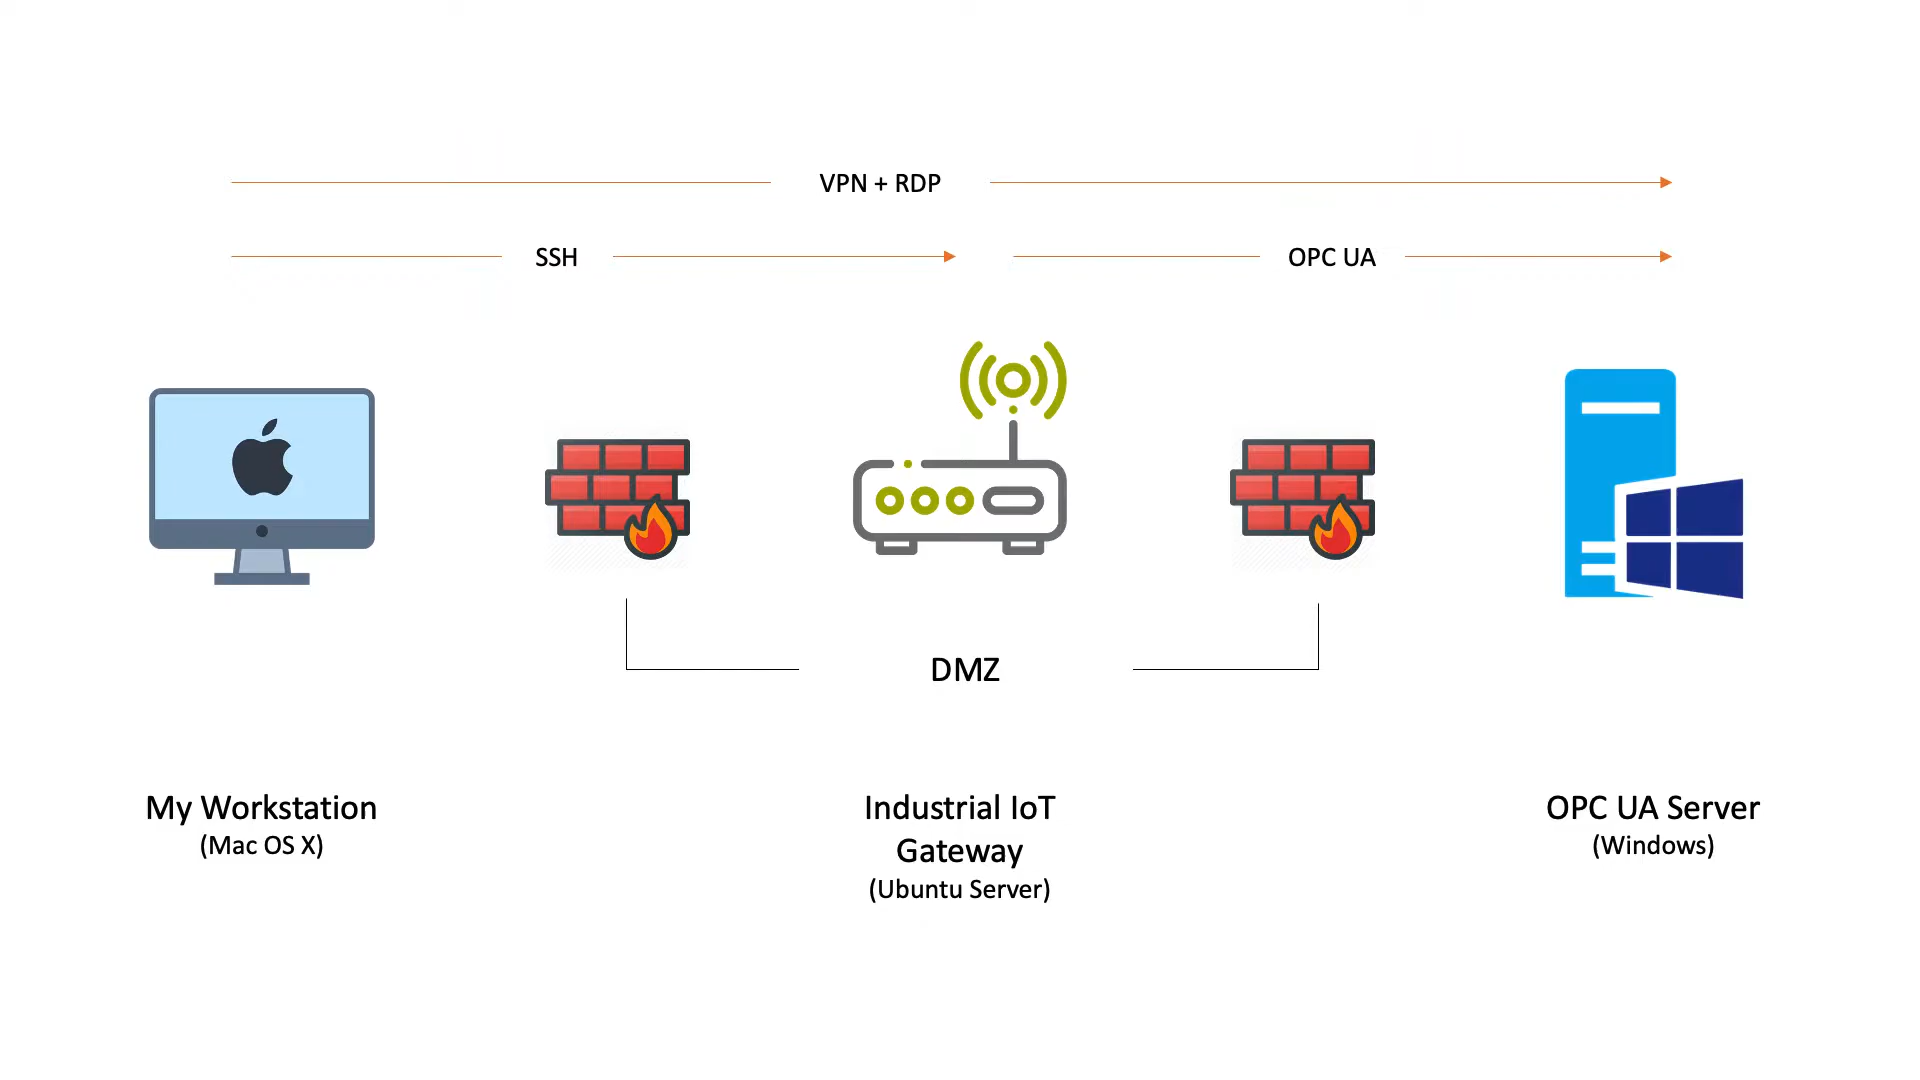 VPN + RDP
SSH
OPC UA
DMZ
My Workstation
(Mac OS X)
Industrial IoT
Gateway
(Ubuntu Server)
OPC UA Server
(Windows)